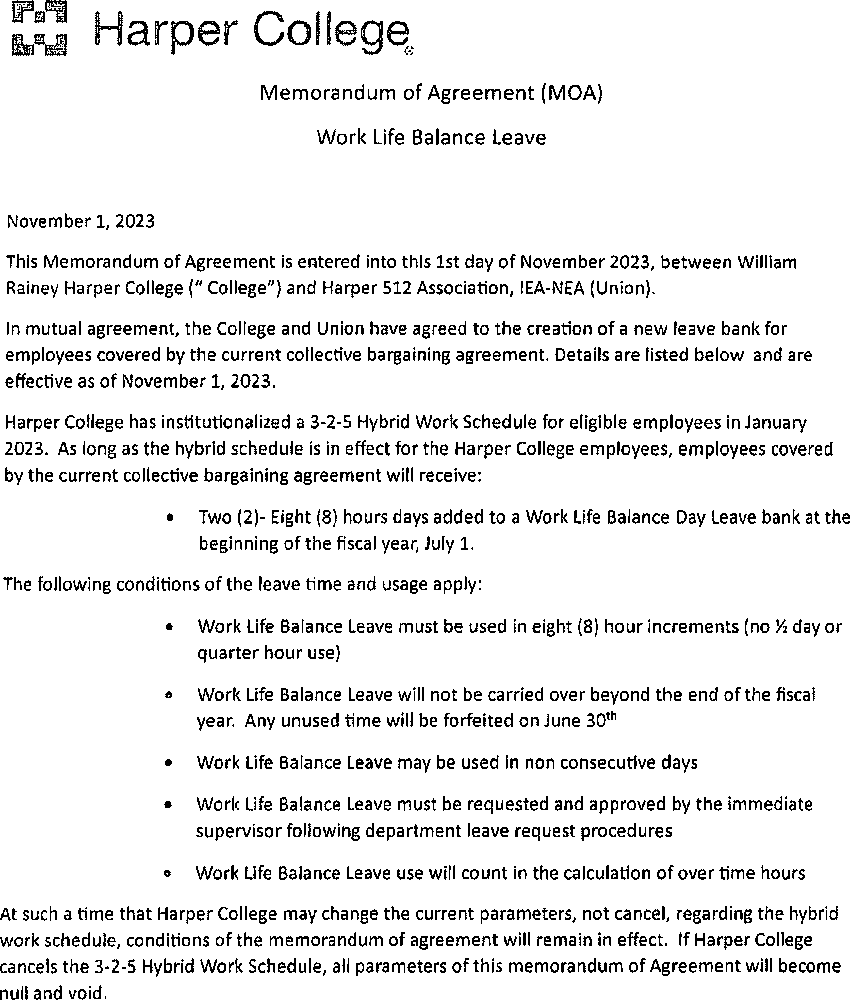 Harper College®
Memorandum of Agreement (MOA)
Work Life Balance Leave
November 1, 2023
This Memorandum of Agreement is entered into this 1st day of November 2023, between William
Rainey Harper College (“ College”) and Harper 512 Association, IEA-NEA (Union).
In mutual agreement, the College and Union have agreed to the creation of a new leave bank for
employees covered by the current collective bargaining agreement. Details are listed below  and are
effective as of November 1, 2023.
Harper College has institutionalized a 3-2-5 Hybrid Work Schedule for eligible employees in January
2023.  As long as the hybrid schedule is in effect for the Harper College employees, employees covered
by the current collective bargaining agreement will receive:
• Two (2)- Eight (8) hours days added to a Work Life Balance Day Leave bank at the
beginning of the fiscal year, July 1.
The following conditions of the leave time and usage apply:
• Work Life Balance Leave must be used in eight (8) hour increments (no ½ day or
quarter hour use)
• Work Life Balance Leave will not be carried over beyond the end of the fiscal
year.  Any unused time will be forfeited on June 30th
• Work Life Balance Leave may be used in non consecutive days
• Work Life Balance Leave must be requested and approved by the immediate
supervisor following department leave request procedures
• Work Life Balance Leave use will count in the calculation of over time hours
At such a time that Harper College may change the current parameters, not cancel, regarding the hybrid
work schedule, conditions of the memorandum of agreement will remain in effect.  If Harper College
cancels the 3-2-5 Hybrid Work Schedule, all parameters of this memorandum of Agreement will become
null and void.